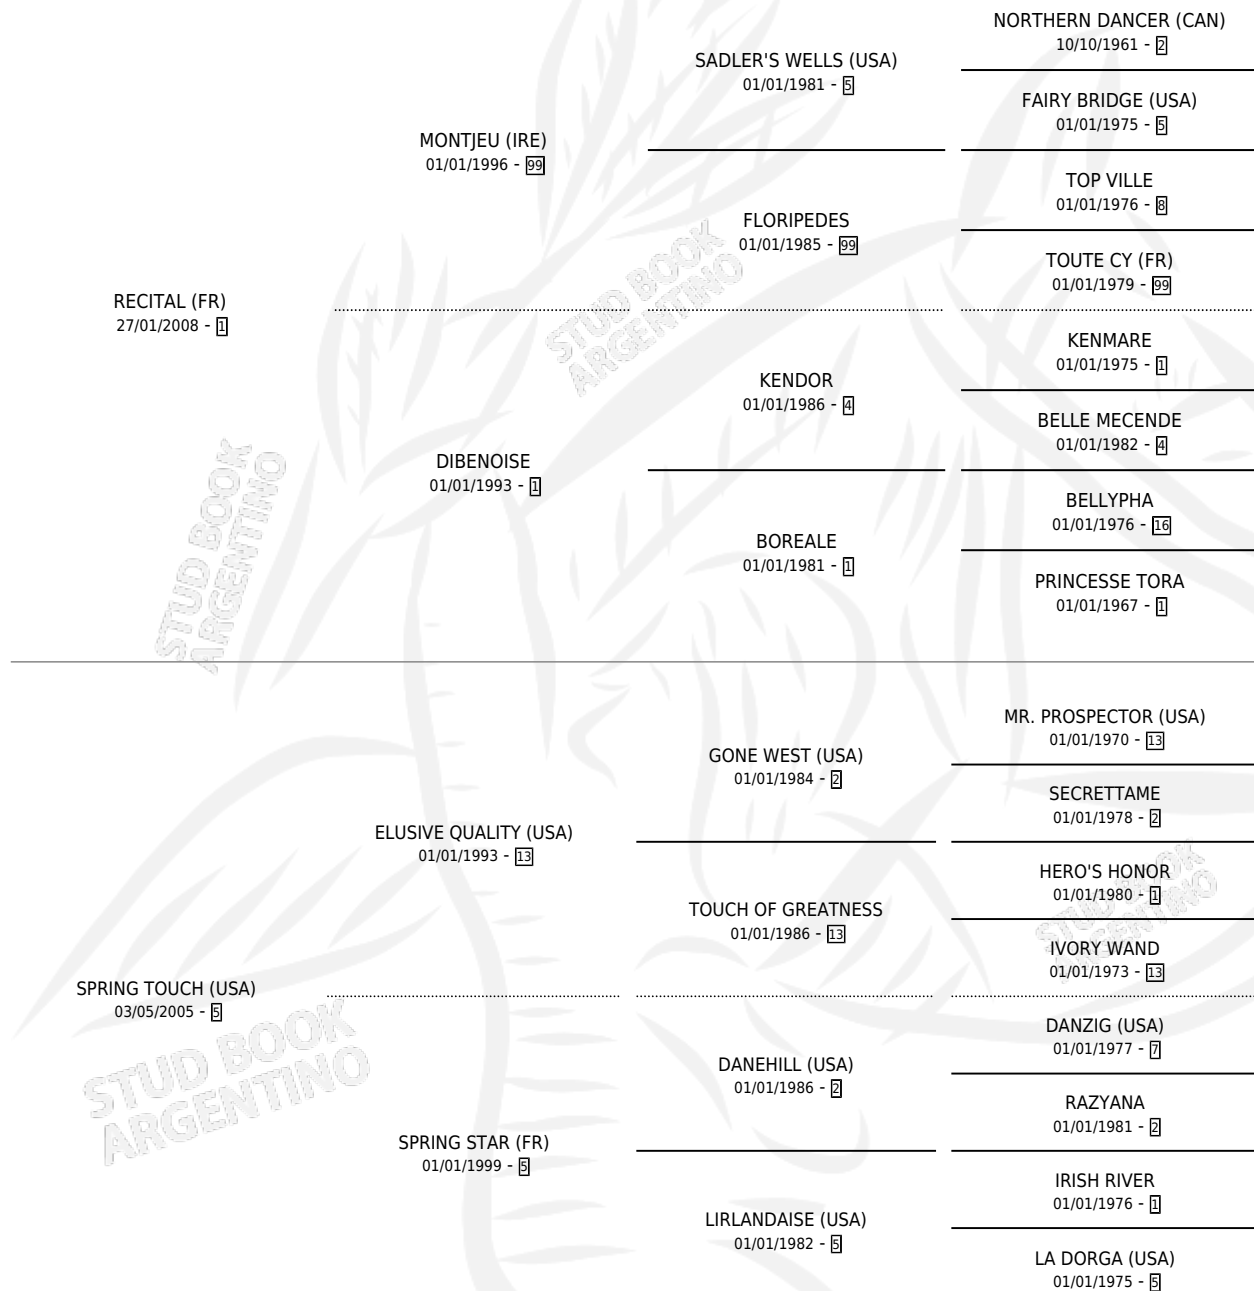 NORTHERN DANCER (CAN)
10/10/1961 - 2
SADLER'S WELLS (USA)
01/01/1981 - 5
FAIRY BRIDGE (USA)
01/01/1975 - 5
MONTJEU (IRE)
01/01/1996 - 99
TOP VILLE
01/01/1976 - 8
FLORIPEDES
01/01/1985 - 99
TOUTE CY (FR)
01/01/1979 - 99
RECITAL (FR)
27/01/2008 - 1
KENMARE
01/01/1975 - 1
KENDOR
01/01/1986 - 4
BELLE MECENDE
01/01/1982 - 4
DIBENOISE
01/01/1993 - 1
BELLYPHA
01/01/1976 - 16
BOREALE
01/01/1981 - 1
PRINCESSE TORA
01/01/1967 - 1
MR. PROSPECTOR (USA)
01/01/1970 - 13
GONE WEST (USA)
01/01/1984 - 2
SECRETTAME
01/01/1978 - 2
ELUSIVE QUALITY (USA)
01/01/1993 - 13
HERO'S HONOR
01/01/1980 - 1
TOUCH OF GREATNESS
01/01/1986 - 13
IVORY WAND
01/01/1973 - 13
SPRING TOUCH (USA)
03/05/2005 - 5
DANZIG (USA)
01/01/1977 - 7
DANEHILL (USA)
01/01/1986 - 2
RAZYANA
01/01/1981 - 2
SPRING STAR (FR)
01/01/1999 - 5
IRISH RIVER
01/01/1976 - 1
LIRLANDAISE (USA)
01/01/1982 - 5
LA DORGA (USA)
01/01/1975 - 5
STUD BOOK
ARGENTINO
STUD BOOK
ARGENTINO
STUD BOOK
ARGENTINO
STUD BOOK
ARGENTINO